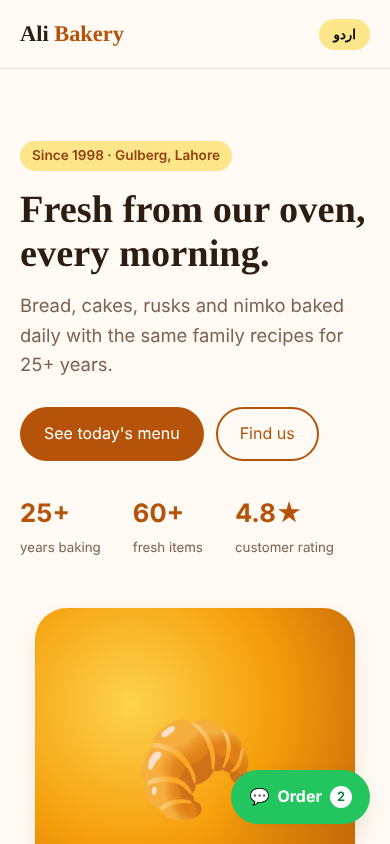 Ali Bakery
اردو
Since 1998 · Gulberg, Lahore
Fresh from our oven,
every morning.
Bread, cakes, rusks and nimko baked
daily with the same family recipes for
25+ years.
See today's menu
Find us
25+ 60+ 4.8★
years baking fresh items customer rating
Order 2